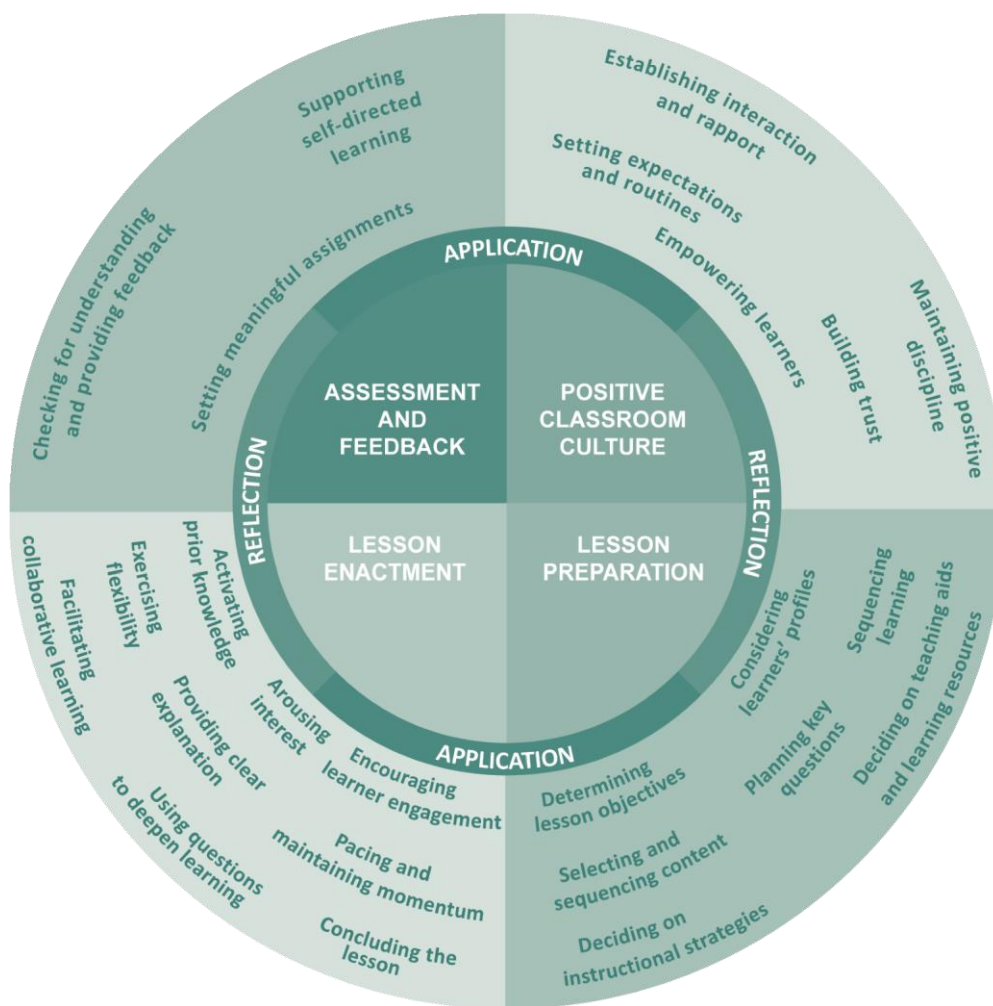 Supporting
self-directed
learning
Checking for understanding
and providing feedback
Setting meaningful assignments
Establishing interaction
and rapport
Setting expectations
and routines
Empowering learners
Building trust
Maintaining positive
discipline
APPLICATION
ASSESSMENT
AND
FEEDBACK
POSITIVE
CLASSROOM
CULTURE
REFLECTION
REFLECTION
LESSON
ENACTMENT
LESSON
PREPARATION
APPLICATION
Activating
prior knowledge
Exercising
flexibility
Facilitating
collaborative learning
Arousing
interest
Providing clear
explanation
Encouraging
learner engagement
Using questions
to deepen learning
Pacing and
maintaining momentum
Concluding the
lesson
Considering
learners’ profiles
Sequencing
learning
Deciding on teaching aids
and learning resources
Planning key
questions
Determining
lesson objectives
Selecting and
sequencing content
Deciding on
instructional strategies